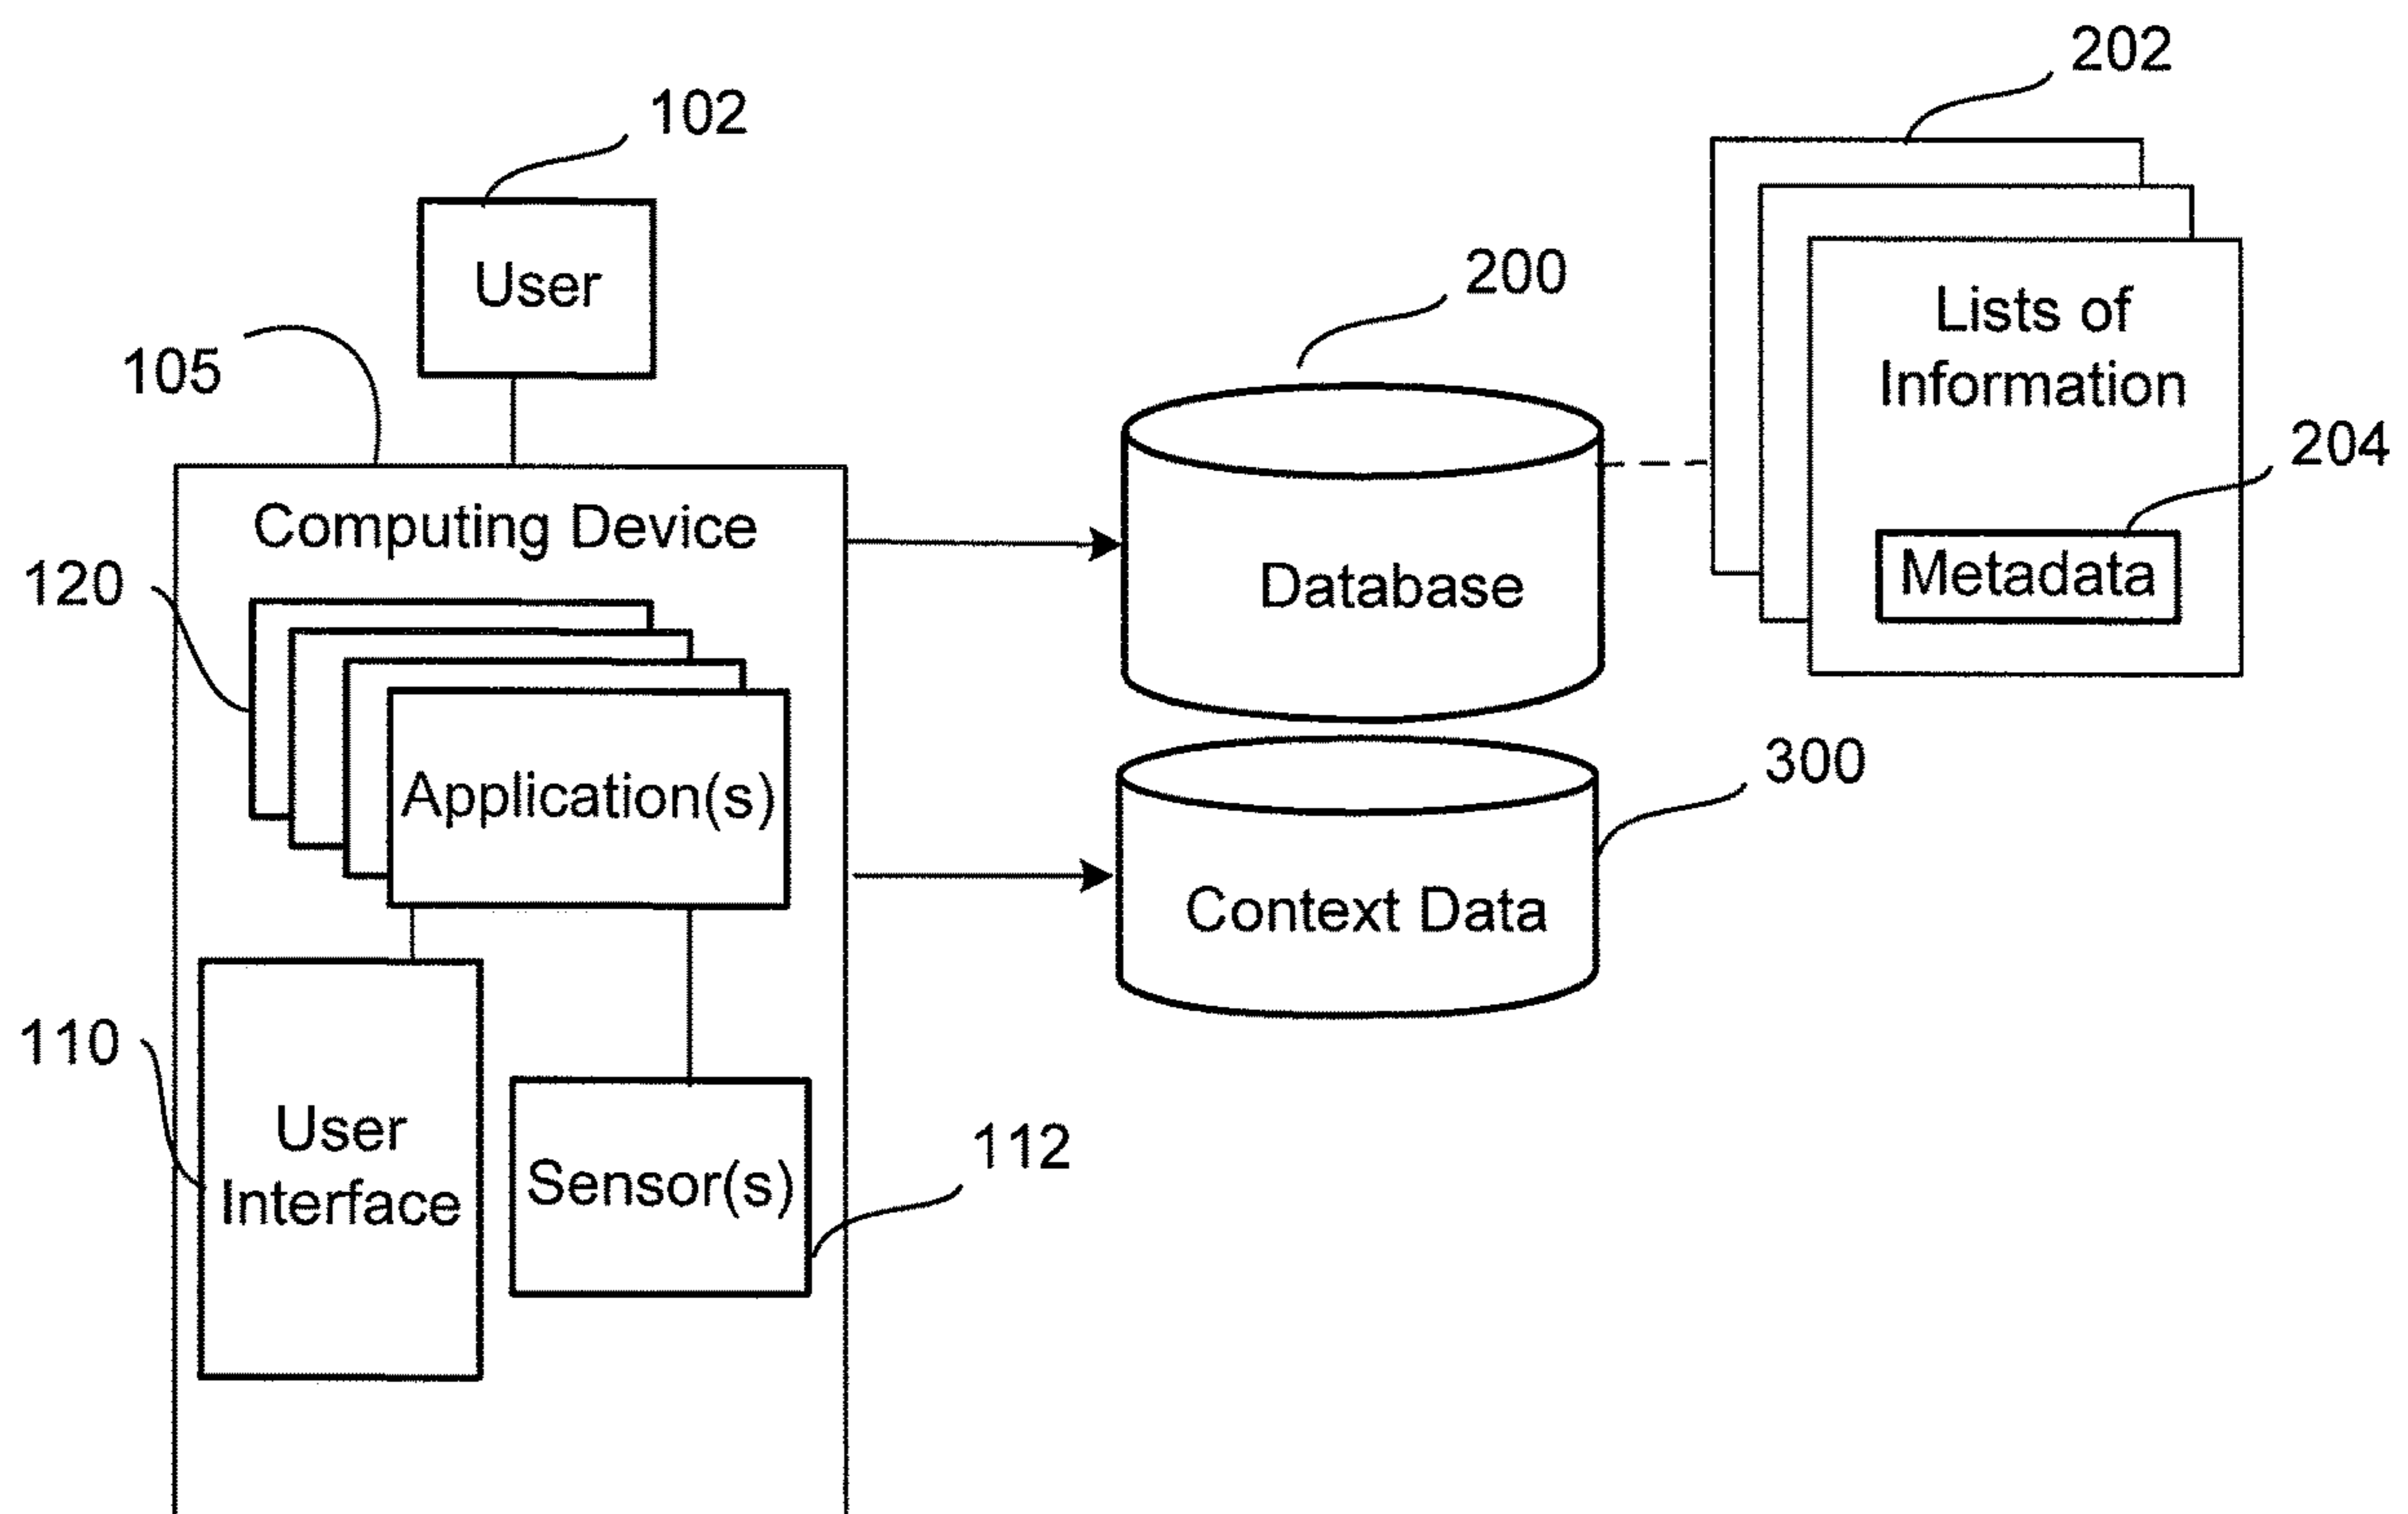 202
102
User
200
Lists of
Information
105
204
Computing Device
Metadata
120
Database
Application(s)
300
Context Data
110
User
Interface
Sensor(s)
112